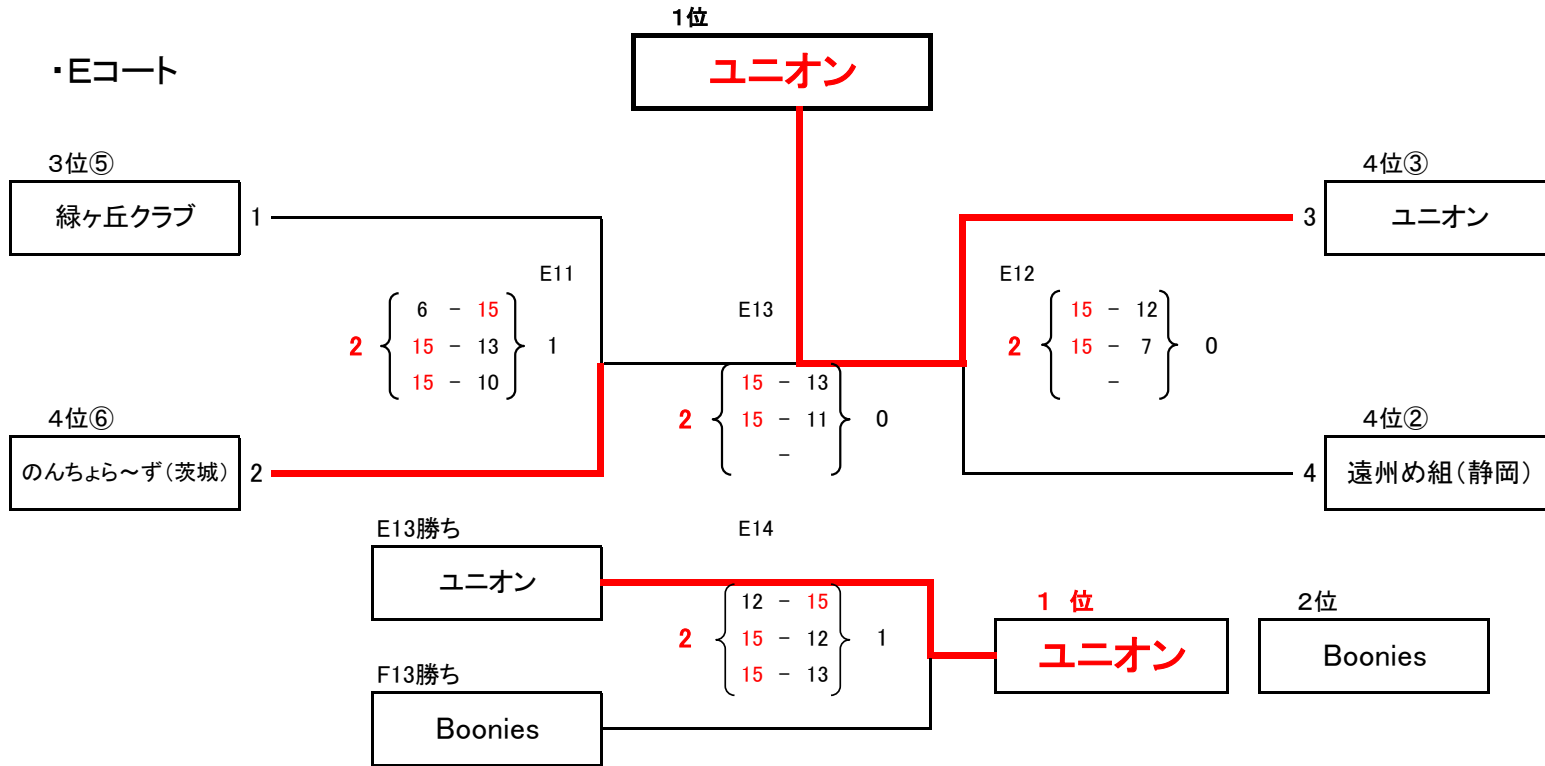 1位
・Eコート
ユニオン
3位⑤
4位③
緑ヶ丘クラブ
1
3
ユニオン
E11
E12
E13
2
6 - 15
15 - 13
15 - 10
1
2
15 - 12
15 - 7
-
0
2
15 - 13
15 - 11
-
0
4位⑥
4位②
のんちょら～ず(茨城)
2
4
遠州め組(静岡)
E13勝ち
E14
ユニオン
2
12 - 15
15 - 12
15 - 13
1
1 位
2位
ユニオン
Boonies
F13勝ち
Boonies